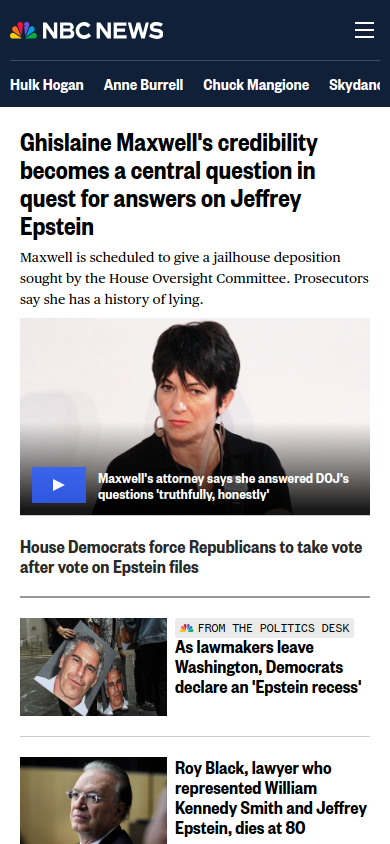 NBC NEWS
Hulk Hogan Anne Burrell Chuck Mangione Skydanc
Ghislaine Maxwell's credibility
becomes a central question in
quest for answers on Jeffrey
Epstein
Maxwell is scheduled to give a jailhouse deposition
sought by the House Oversight Committee. Prosecutors
say she has a history of lying.
Maxwell's attorney says she answered DOJ's
questions 'truthfully, honestly'
House Democrats force Republicans to take vote
after vote on Epstein files
FROM THE POLITICS DESK
As lawmakers leave
Washington, Democrats
declare an 'Epstein recess'
Roy Black, lawyer who
represented William
Kennedy Smith and Jeffrey
Epstein, dies at 80